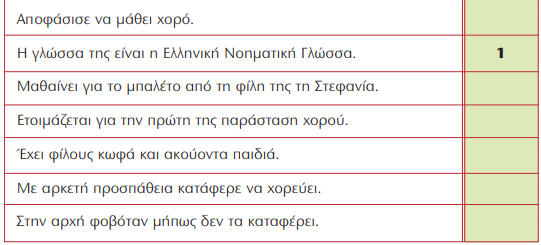 Αποφάσισε να μάθει χορό.
Η γλώσσα της είναι η Ελληνική Νοηματική Γλώσσα. 1
Μαθαίνει για το μπαλέτο από τη φίλη της τη Στεφανία.
Ετοιμάζεται για την πρώτη της παράσταση χορού.
Έχει φίλους κωφά και ακούοντα παιδιά.
Με αρκετή προσπάθεια κατάφερε να χορεύει.
Στην αρχή φοβόταν μήπως δεν τα καταφέρει.